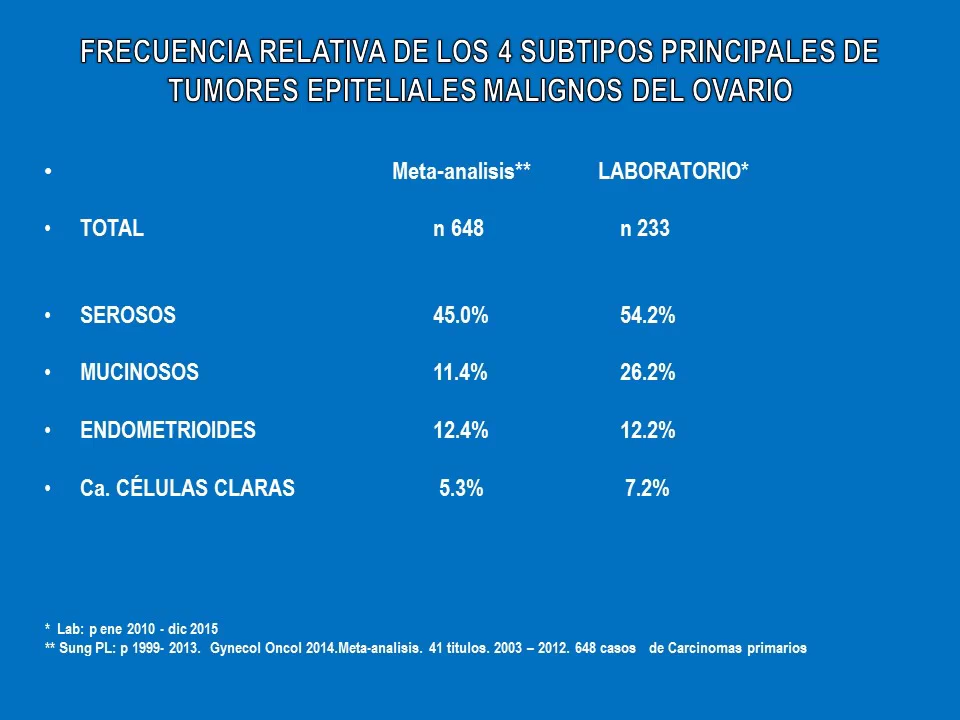 FRECUENCIA RELATIVA DE LOS 4 SUBTIPOS PRINCIPALES DE
TUMORES EPITELIALES MALIGNOS DEL OVARIO
• Meta-analisis** LABORATORIO*
• TOTAL n 648 n 233
• SEROSOS 45.0% 54.2%
• MUCINOSOS 11.4% 26.2%
• ENDOMETRIOIDES 12.4% 12.2%
• Ca. CÉLULAS CLARAS 5.3% 7.2%
* Lab: p ene 2010 - dic 2015
** Sung PL: p 1999- 2013. Gynecol Oncol 2014.Meta-analisis. 41 titulos. 2003 – 2012. 648 casos de Carcinomas primarios